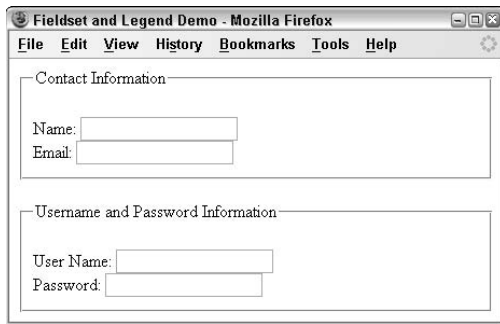 Fieldset and Legend Demo - Mozilla Firefox
File Edit View History Bookmarks Tools Help
Contact Information
Name:
Email:
Username and Password Information
User Name:
Password: